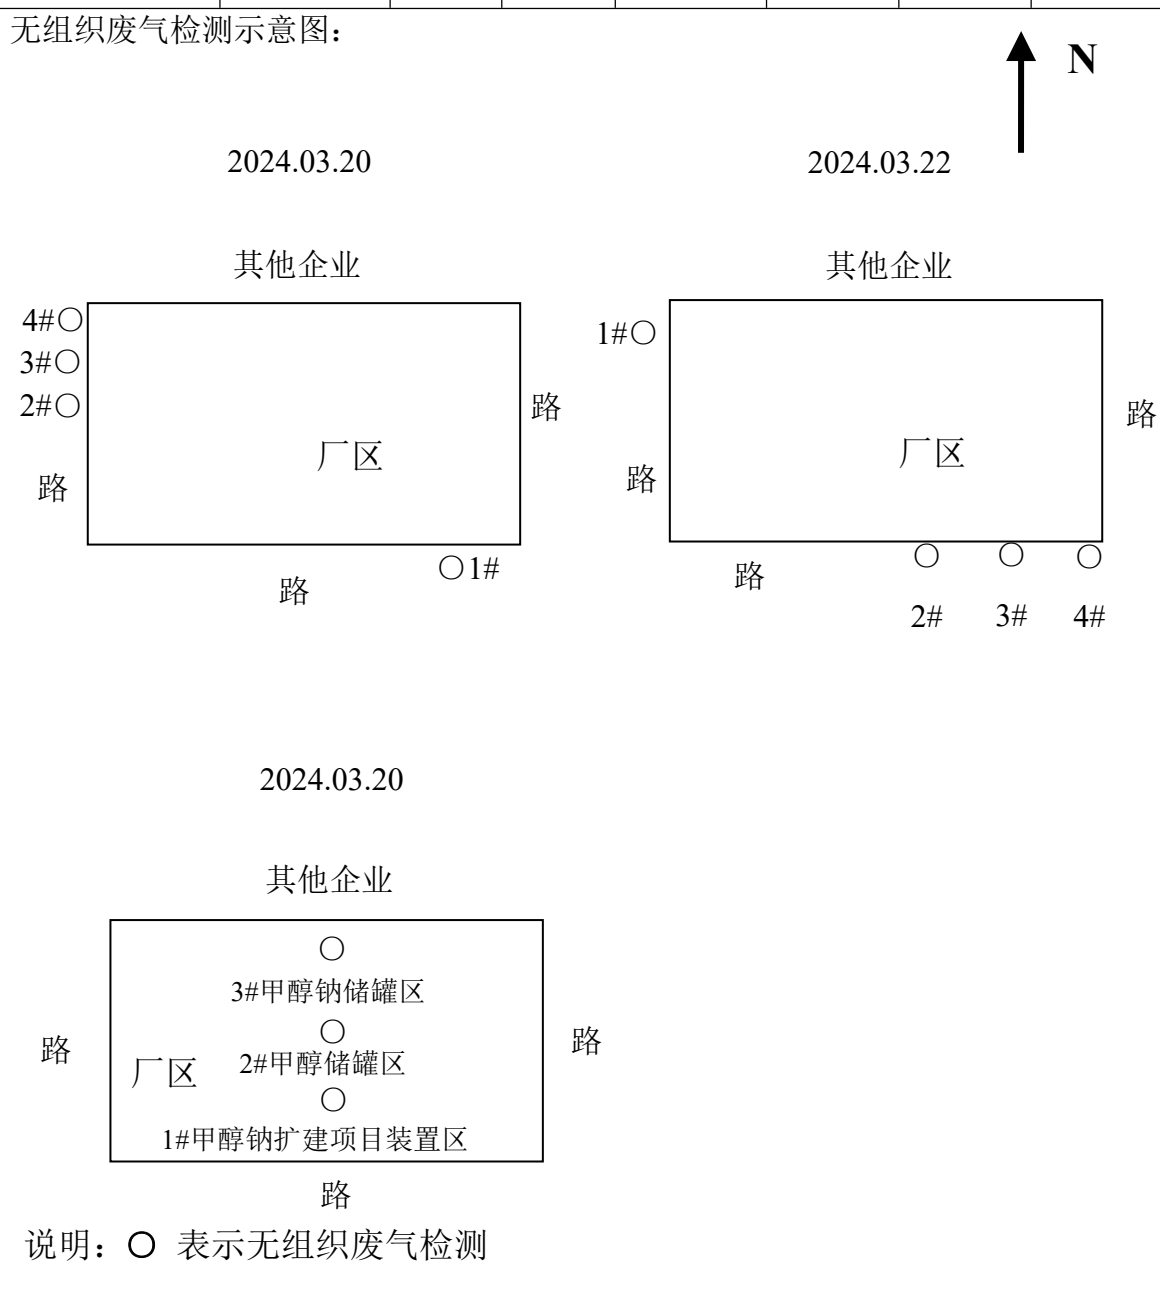 无组织废气检测示意图：
N
2024.03.20
其他企业
4#○
3#○
2#○
路
厂区
路
○1#
路
2024.03.22
其他企业
1#○
路
厂区
路
路
○ ○ ○
2# 3# 4#
2024.03.20
其他企业
○
3#甲醇钠储罐区
○
2#甲醇储罐区
○
1#甲醇钠扩建项目装置区
厂区
路
路
路
说明：○ 表示无组织废气检测